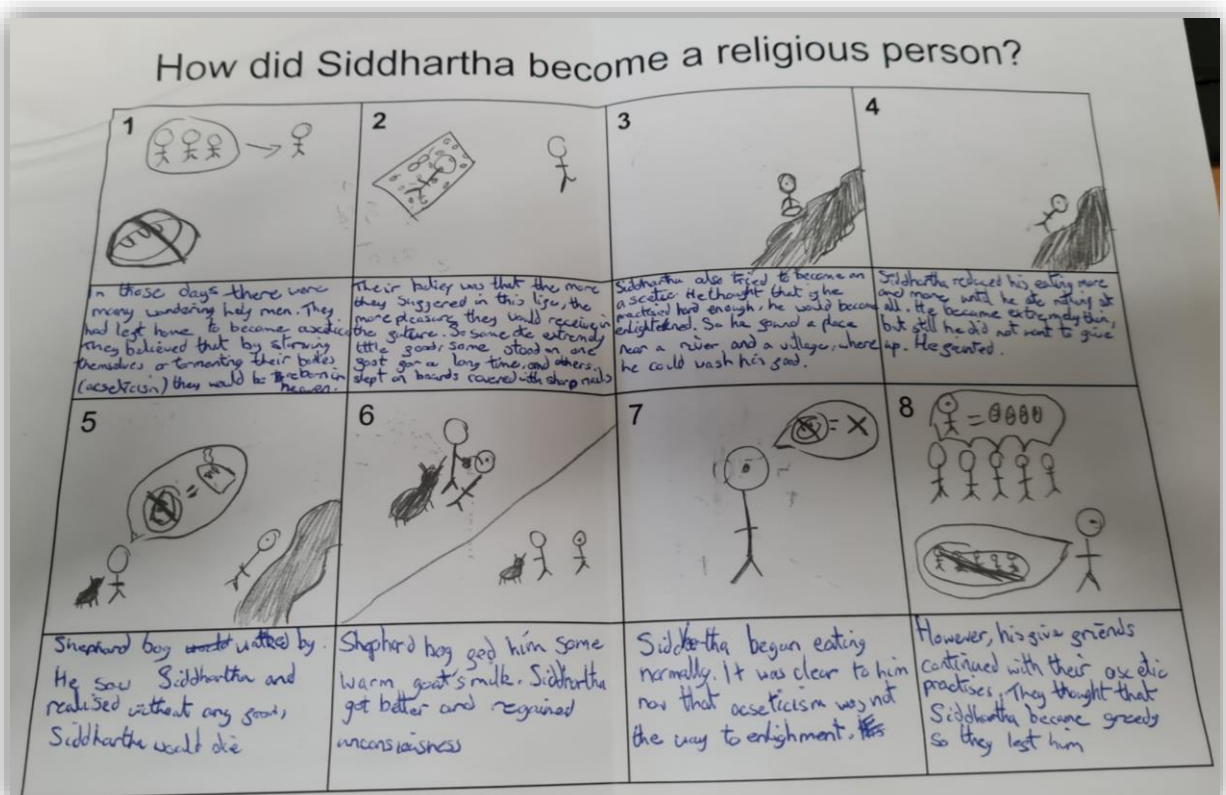 How did Siddhartha become a religious person?
1
In those days there were
many wandering holy men. They
had left home to become ascetics
They believed that by starving
themselves or tormenting their bodies
(aceseticism) they would be reborn in
heaven.
2
Their belief was that the more
they suffered in this life, the
more pleasure they would receive in
the future. So some ate extremely
little food, some stood on one
foot for a long time, and others
slept on boards covered with sharp nails
3
Siddhartha also tried to become an
ascetic. He thought that if he
practised hard enough, he would become
enlightened. So he found a place
near a river and a village, where
he could wash his food.
4
Siddhartha reduced his eating more
and more until he ate nothing at
all. He became extremely thin,
but still he did not want to give
up. He fainted.
5
Shephard boy walked by.
He saw Siddhartha and
realised without any food,
Siddhartha would die
6
Shephard boy fed him some
warm goat's milk. Siddhartha
got better and regained
unconsiousness
7
Siddhartha began eating
normally. It was clear to him
now that aceseticism was not
the way to enlighment.
8
=
However, his five friends
continued with their ascetic
practises. They thought that
Siddhartha became greedy
so they left him